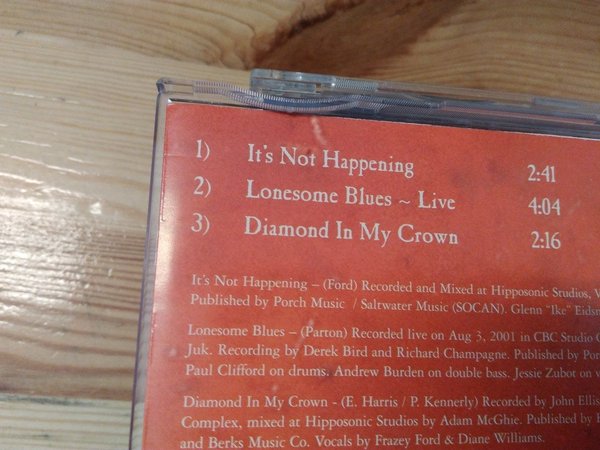 1) It's Not Happening 2:41
2) Lonesome Blues ~ Live 4:04
3) Diamond In My Crown 2:16
It's Not Happening – (Ford) Recorded and Mixed at Hipposonic Studios, V
Published by Porch Music / Saltwater Music (SOCAN). Glenn "Ike" Eidsn
Lonesome Blues – (Parton) Recorded live on Aug 3, 2001 in CBC Studio
Juk. Recording by Derek Bird and Richard Champagne. Published by Por
Paul Clifford on drums. Andrew Burden on double bass. Jessie Zubot on v
Diamond In My Crown - (E. Harris / P. Kennerly) Recorded by John Ellis
Complex, mixed at Hipposonic Studios by Adam McGhie. Published by
and Berks Music Co. Vocals by Frazey Ford & Diane Williams.